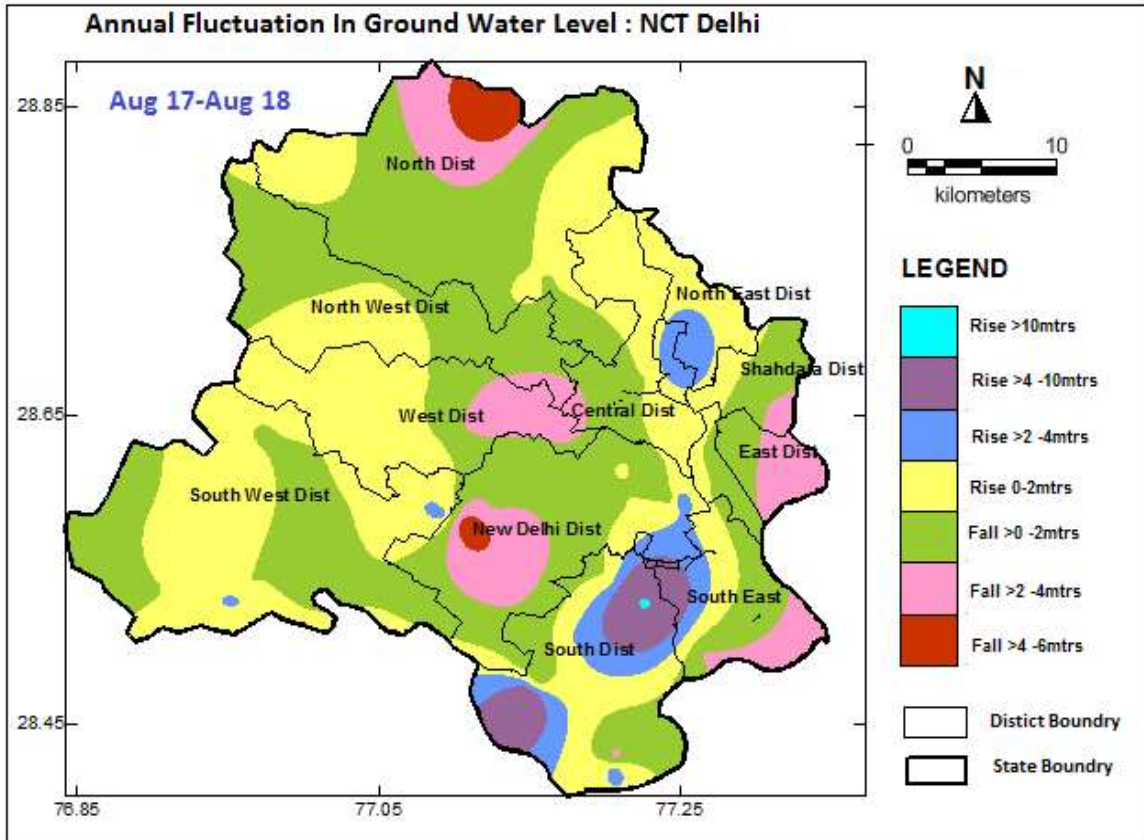 Annual Fluctuation In Ground Water Level : NCT Delhi
Aug 17-Aug 18
N
0 10
kilometers
28.85
28.65
28.45
76.85 77.05 77.25
North Dist
North West Dist
North East Dist
Shahdara Dist
West Dist
Central Dist
East Dist
South West Dist
New Delhi Dist
South East
South Dist
LEGEND
Rise >10mtrs
Rise >4 -10mtrs
Rise >2 -4mtrs
Rise 0-2mtrs
Fall >0 -2mtrs
Fall >2 -4mtrs
Fall >4 -6mtrs
Distict Boundry
State Boundry